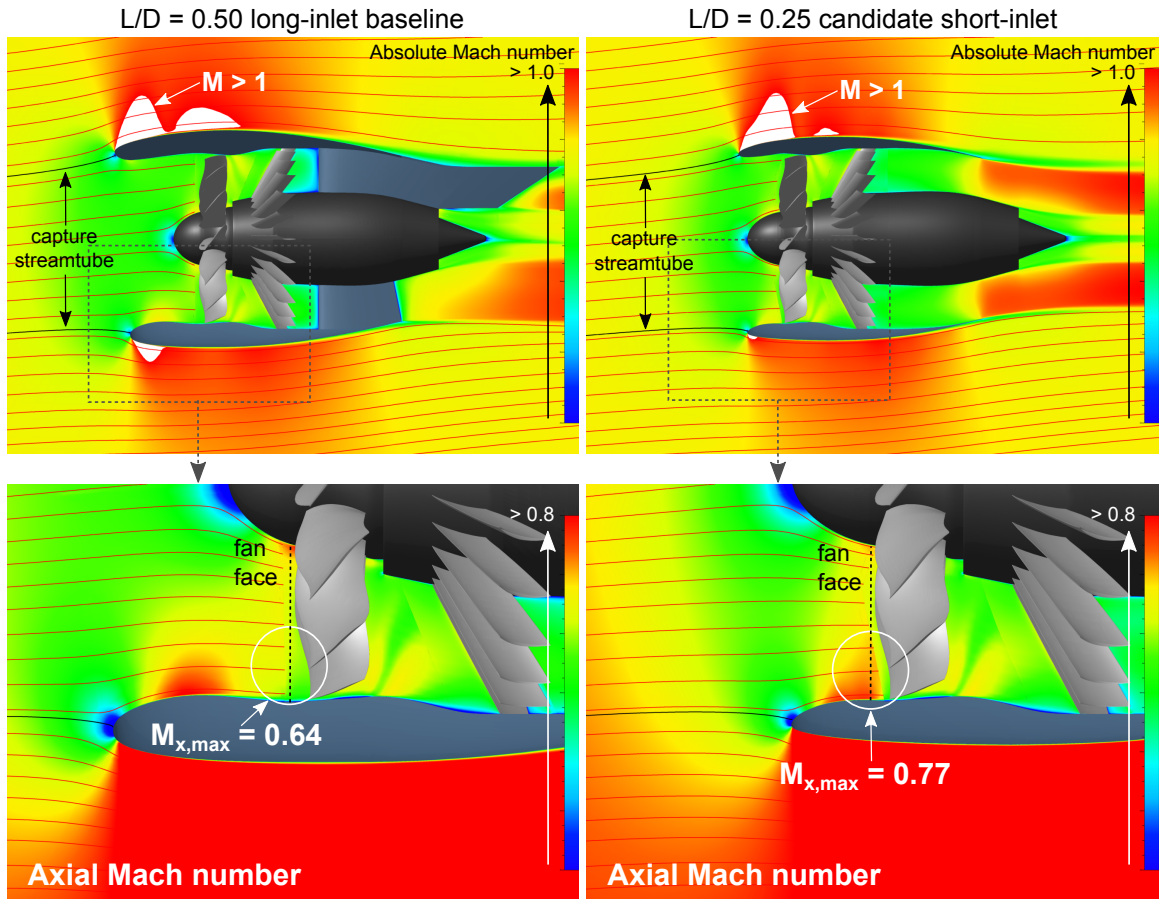 L/D = 0.50 long-inlet baseline
Absolute Mach number
> 1.0
M > 1
capture
streamtube
L/D = 0.25 candidate short-inlet
Absolute Mach number
> 1.0
M > 1
capture
streamtube
> 0.8
fan
face
Mx,max = 0.64
Axial Mach number
> 0.8
fan
face
Mx,max = 0.77
Axial Mach number